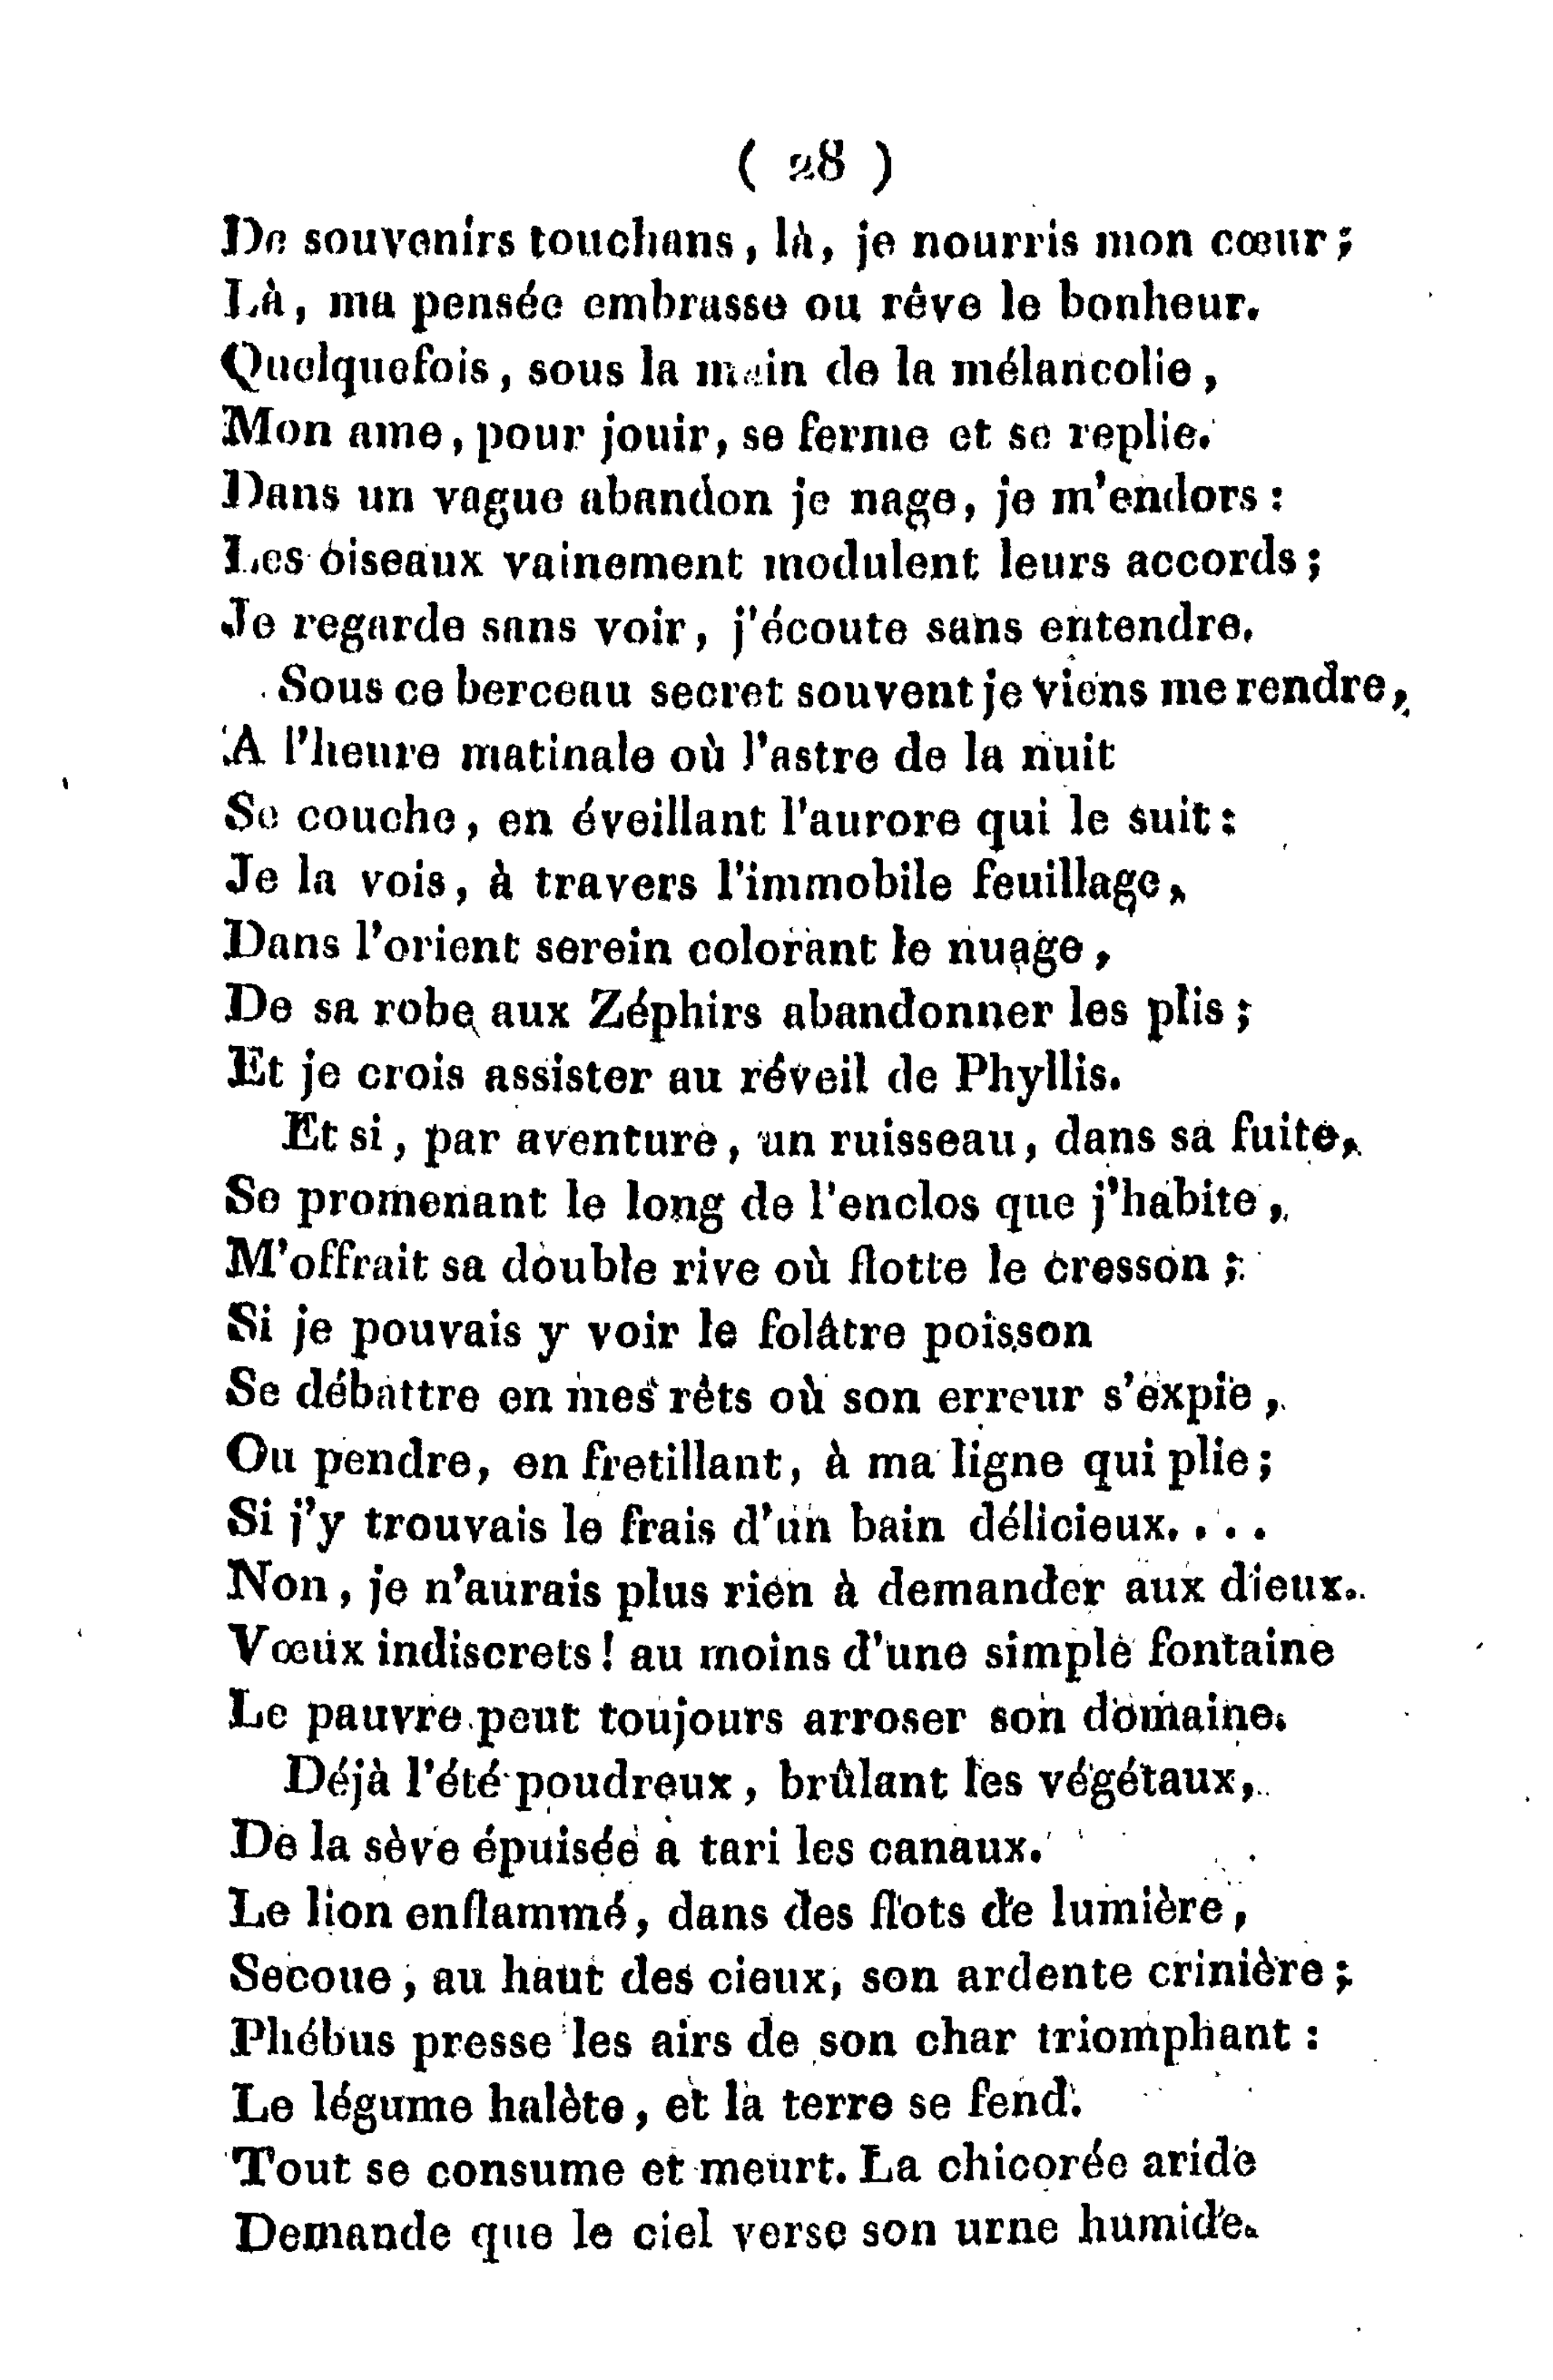 ( 28 )
De souvenirs touchans, là, je nourris mon cœur;
Là, ma pensée embrasse ou rêve le bonheur.
Quelquefois, sous la main de la mélancolie,
Mon ame, pour jouir, se ferme et se replie.
Dans un vague abandon je nage, je m'endors:
Les oiseaux vainement modulent leurs accords;
Je regarde sans voir, j'écoute sans entendre.
Sous ce berceau secret souvent je viens me rendre,
A l'heure matinale où l'astre de la nuit
Se couche, en éveillant l'aurore qui le suit:
Je la vois, à travers l'immobile feuillage,
Dans l'orient serein colorant le nuage,
De sa robe aux Zéphirs abandonner les plis;
Et je crois assister au réveil de Phyllis.
Et si, par aventure, un ruisseau, dans sa fuite,
Se promenant le long de l'enclos que j'habite,
M'offrait sa double rive où flotte le cresson;
Si je pouvais y voir le folâtre poisson
Se débattre en mes rêts où son erreur s'expie,
Ou pendre, en fretillant, à ma ligne qui plie;
Si j'y trouvais le frais d'un bain délicieux....
Non, je n'aurais plus rien à demander aux dieux.
Vœux indiscrets! au moins d'une simple fontaine
Le pauvre peut toujours arroser son domaine.
Déjà l'été poudreux, brûlant les végétaux,
De la sève épuisée a tari les canaux.
Le lion enflammé, dans des flots de lumière,
Secoue, au haut des cieux, son ardente crinière;
Phébus presse les airs de son char triomphant:
Le légume halète, et la terre se fend.
Tout se consume et meurt. La chicorée aride
Demande que le ciel verse son urne humide.